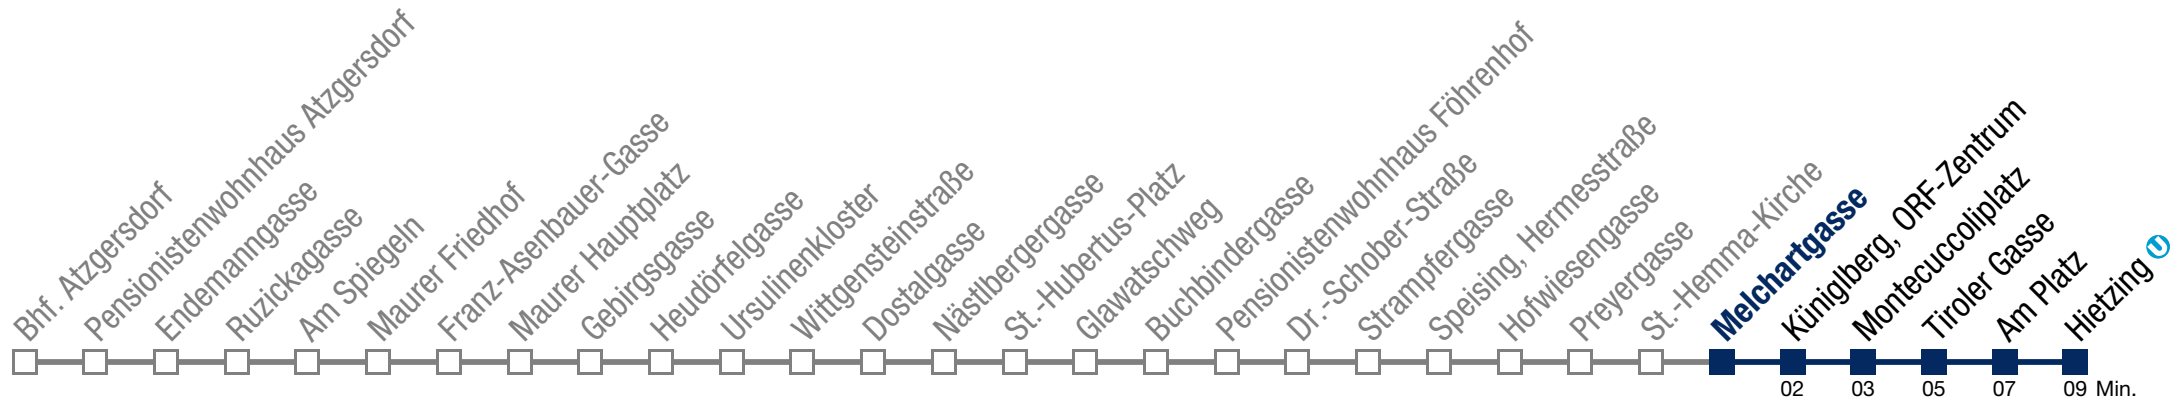 Bhf. Atzgersdorf
Pensionistenwohnhaus Atzgersdorf
Endemanngasse
Ruzickagasse
Am Spiegeln
Maurer Friedhof
Franz-Asenbauer-Gasse
Maurer Hauptplatz
Gebirgsgasse
Heudörfelgasse
Ursulinenkloster
Wittgensteinstraße
Dostalgasse
Nästlbergergasse
St.-Hubertus-Platz
Glawatschweg
Buchbindergasse
Pensionistenwohnhaus Föhrenhof
Dr.-Schober-Straße
Strampfergasse
Speising, Hermesstraße
Hofwiesengasse
Preyergasse
St.-Hemma-Kirche
Melchartgasse
Küniglberg, ORF-Zentrum
Montecuccoliplatz
Tiroler Gasse
Am Platz
Hietzing U
02 03 05 07 09 Min.